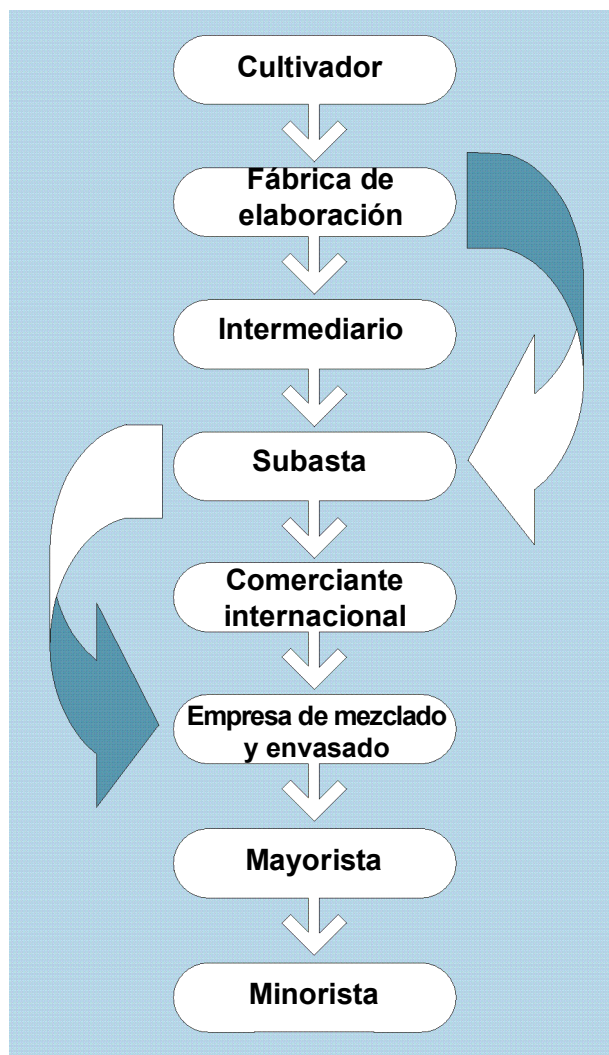 Cultivador
Fábrica de
elaboración
Intermediario
Subasta
Comerciante
internacional
Empresa de mezclado
y envasado
Mayorista
Minorista